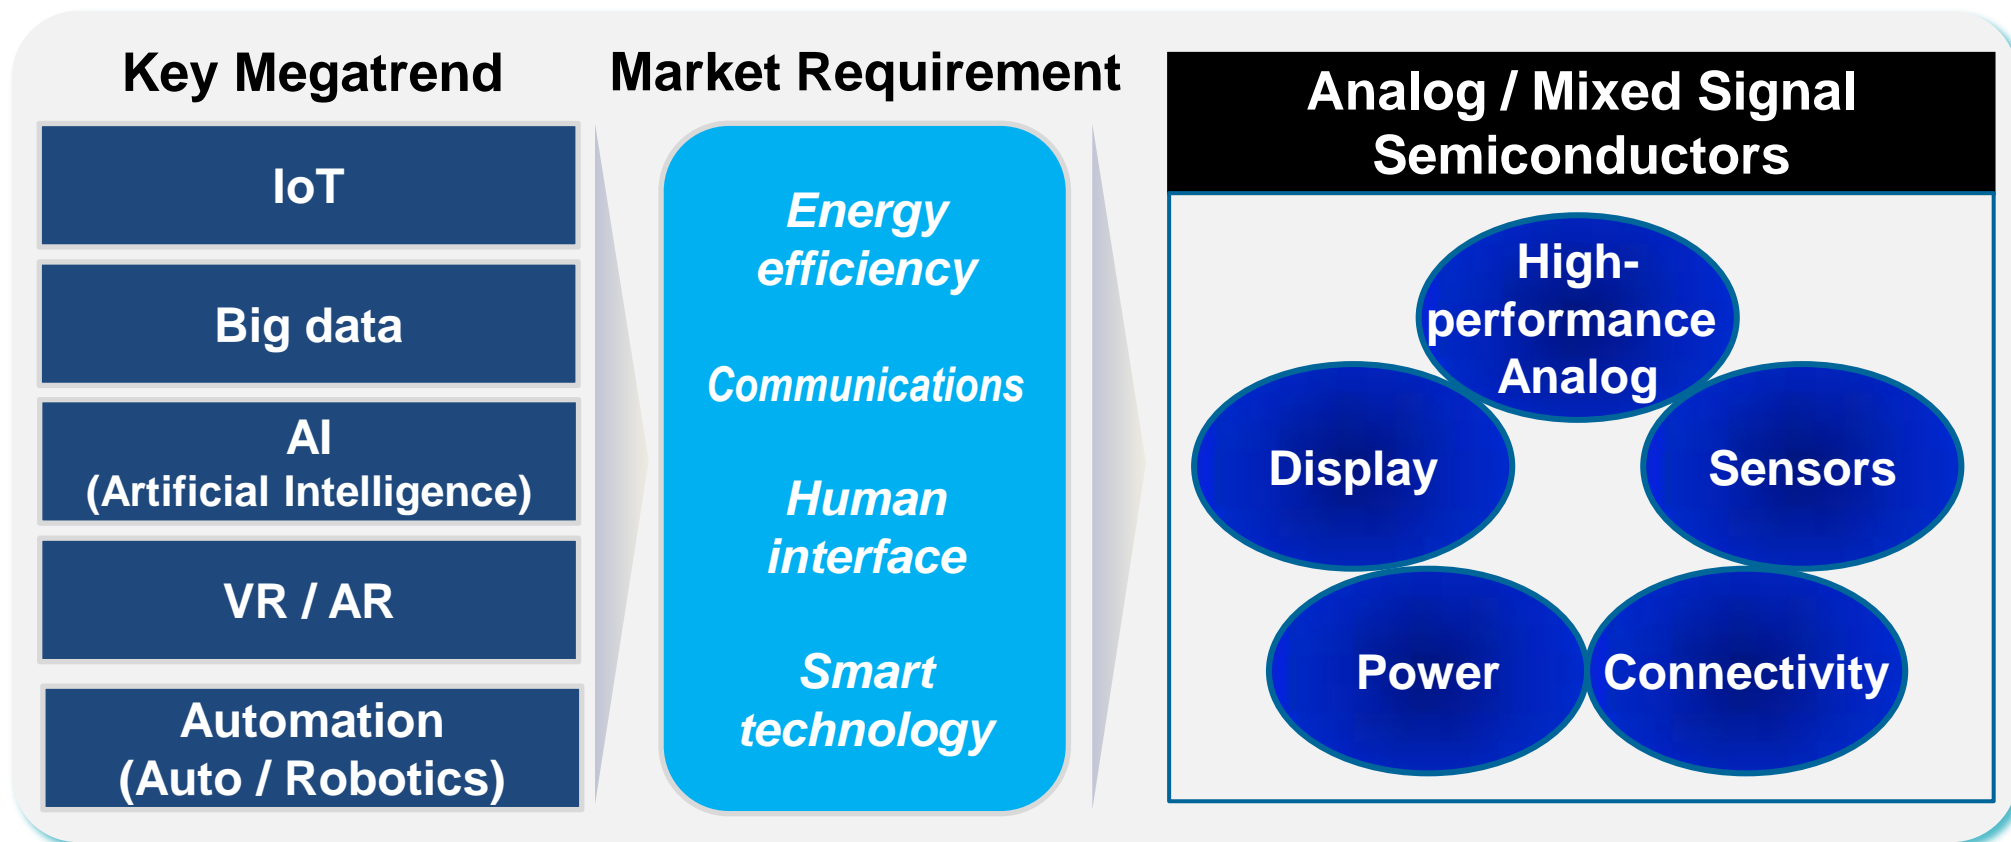 Key Megatrend
IoT
Big data
AI
(Artificial Intelligence)
VR / AR
Automation
(Auto / Robotics)
Market Requirement
Energy
efficiency
Communications
Human
interface
Smart
technology
Analog / Mixed Signal
Semiconductors
High-
performance
Analog
Display
Sensors
Power
Connectivity